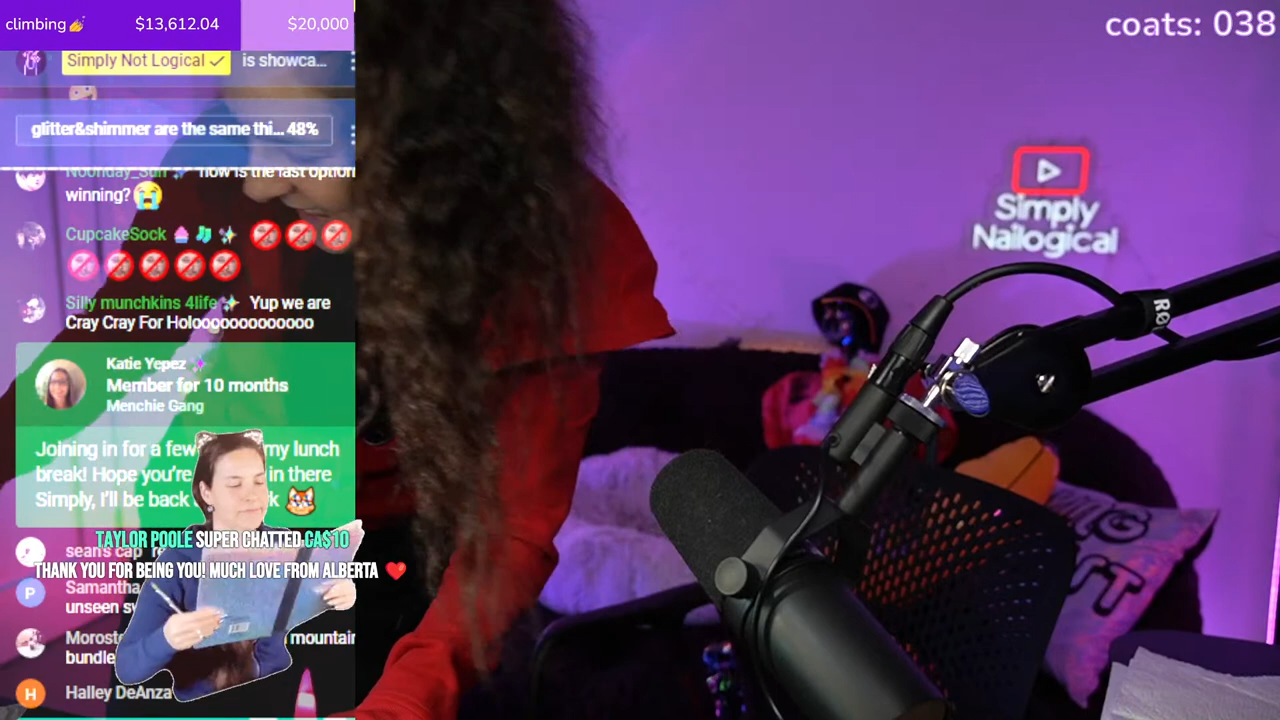 climbing $13,612.04 $20,000
coats: 038
Simply Not Logical is showca...
glitter&shimmer are the same thi... 48%
Noonday_Sun how is the last option
winning?
CupcakeSock
Silly munchkins 4life Yup we are
Cray Cray For Holoogooooooooooo
Katie Yepez
Member for 10 months
Menchie Gang
Joining in for a few my lunch
break! Hope you're in there
Simply, I'll be back
TAYLOR POOLE SUPER CHATTED CA$10
THANK YOU FOR BEING YOU! MUCH LOVE FROM ALBERTA
sean's cap
Samantha
unseen
mountain
bundle
Halley DeAnza
Simply
Nailogical
RØ